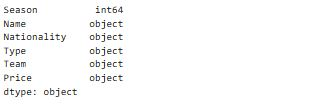 Season int64
Name object
Nationality object
Type object
Team object
Price object
dtype: object